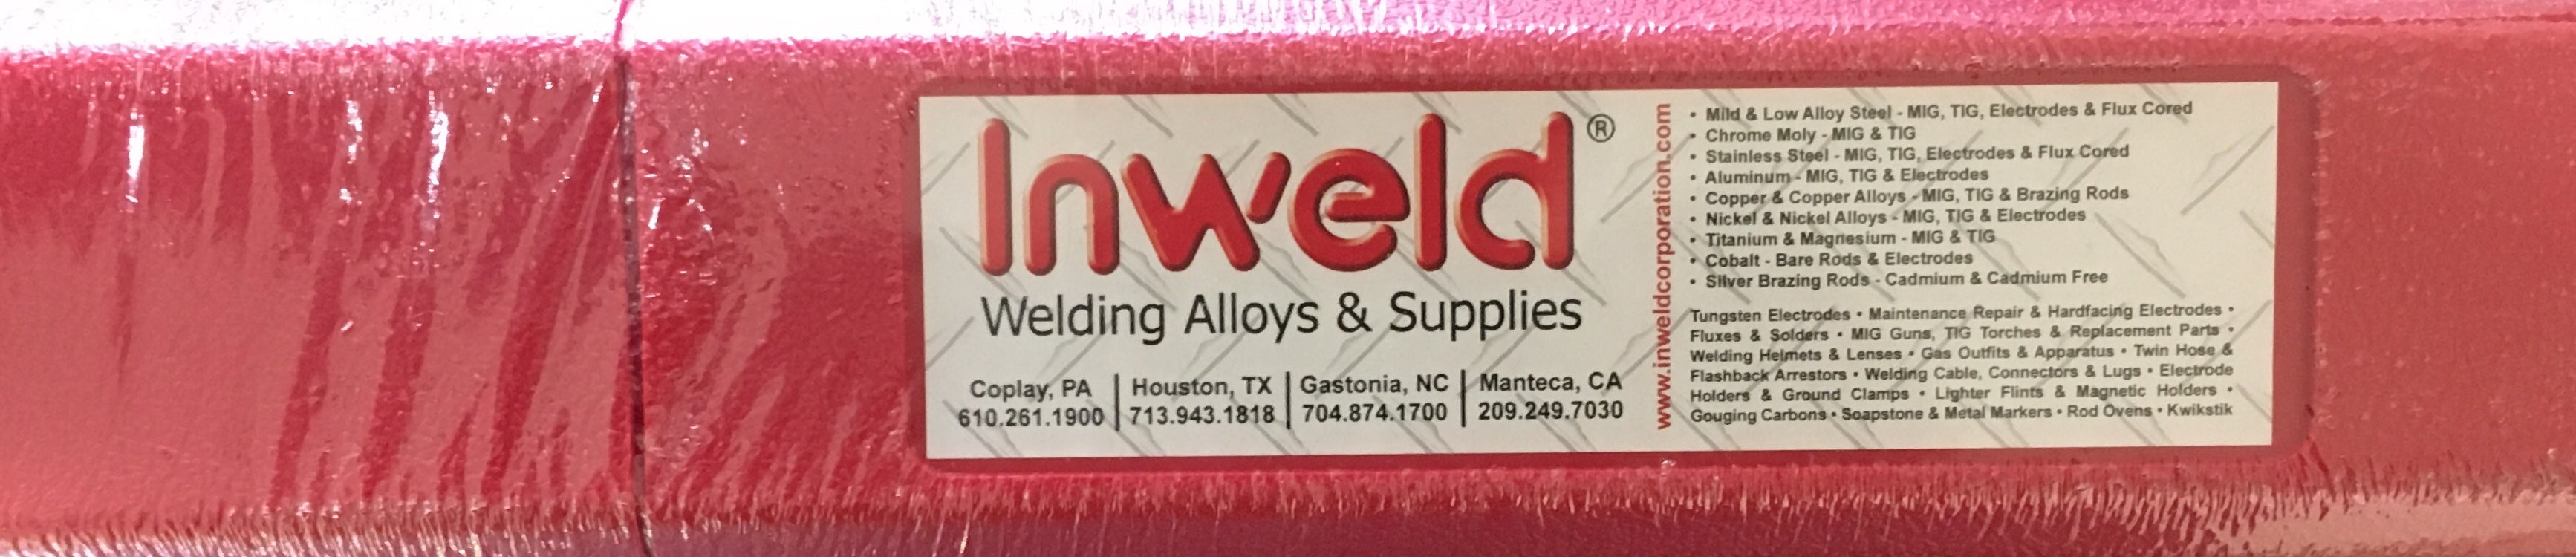 Inweld®
Welding Alloys & Supplies
Coplay, PA
610.261.1900
Houston, TX
713.943.1818
Gastonia, NC
704.874.1700
Manteca, CA
209.249.7030
www.inweldcorporation.com
• Mild & Low Alloy Steel - MIG, TIG, Electrodes & Flux Cored
• Chrome Moly - MIG & TIG
• Stainless Steel - MIG, TIG, Electrodes & Flux Cored
• Aluminum - MIG, TIG & Electrodes
• Copper & Copper Alloys - MIG, TIG & Brazing Rods
• Nickel & Nickel Alloys - MIG, TIG & Electrodes
• Titanium & Magnesium - MIG & TIG
• Cobalt - Bare Rods & Electrodes
• Silver Brazing Rods - Cadmium & Cadmium Free
Tungsten Electrodes • Maintenance Repair & Hardfacing Electrodes •
Fluxes & Solders • MIG Guns, TIG Torches & Replacement Parts •
Welding Helmets & Lenses • Gas Outfits & Apparatus • Twin Hose &
Flashback Arrestors • Welding Cable, Connectors & Lugs • Electrode
Holders & Ground Clamps • Lighter Flints & Magnetic Holders •
Gouging Carbons • Soapstone & Metal Markers • Rod Ovens • Kwikstik